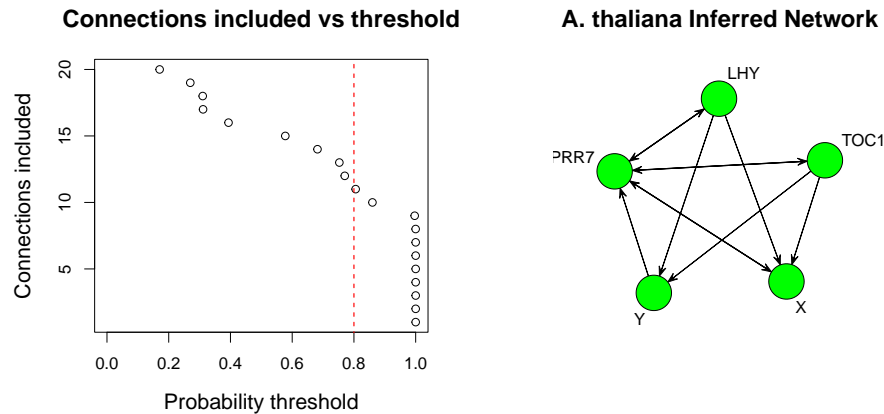 Connections included vs threshold
Connections included
20
15
10
5
0.0 0.2 0.4 0.6 0.8 1.0
Probability threshold
A. thaliana Inferred Network
LHY
TOC1
PRR7
Y
X